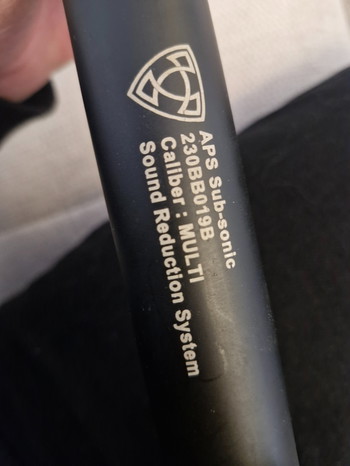 APS Sub-sonic
230BB019B
Caliber : MULTI
Sound Reduction System